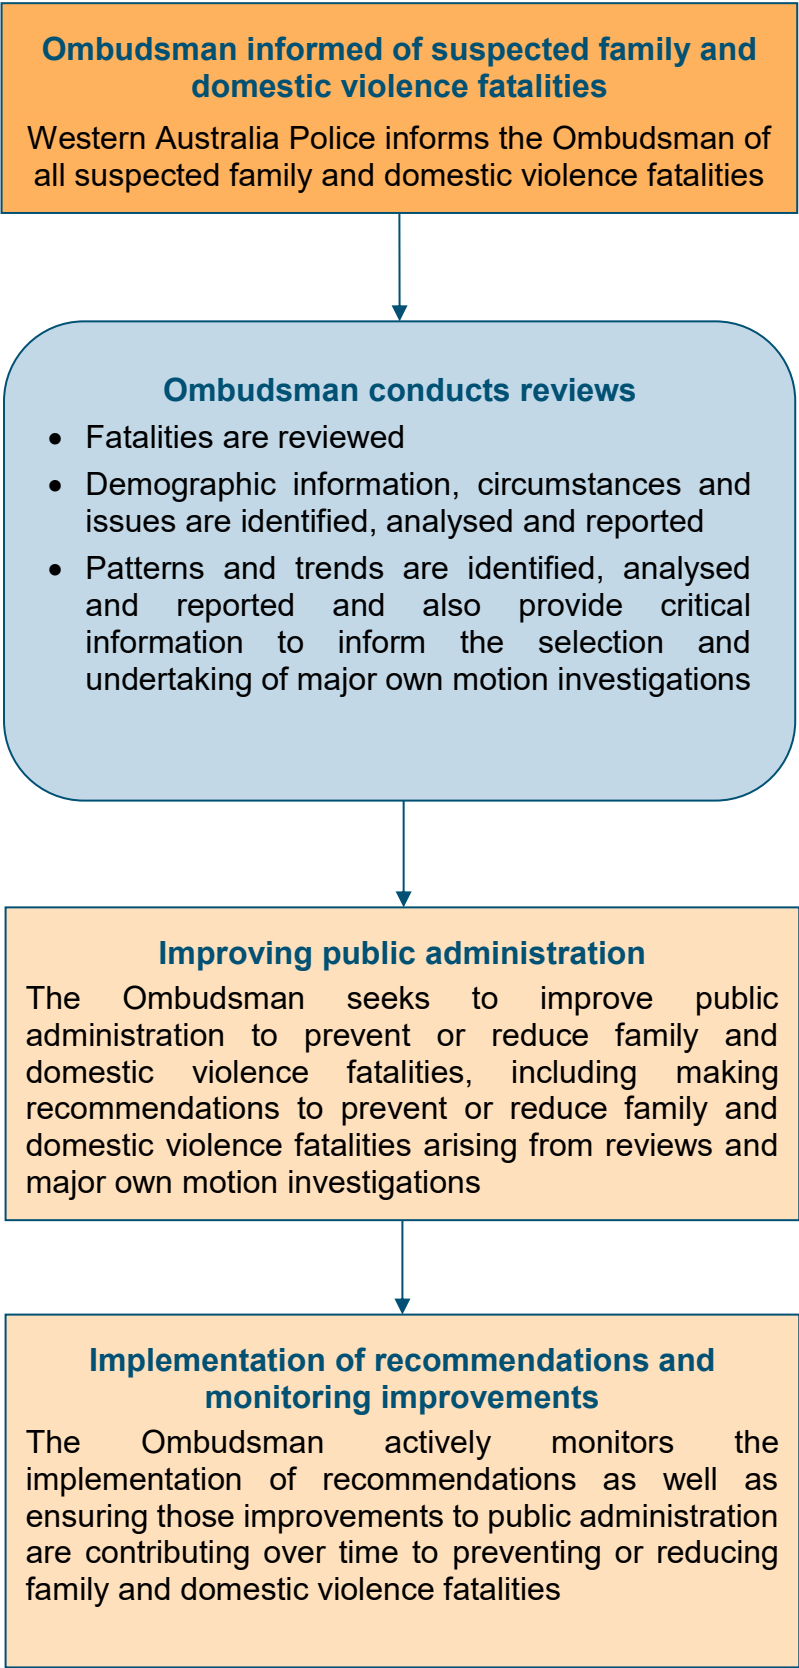 Ombudsman informed of suspected family and
domestic violence fatalities
Western Australia Police informs the Ombudsman of
all suspected family and domestic violence fatalities
Ombudsman conducts reviews
• Fatalities are reviewed
• Demographic information, circumstances and
issues are identified, analysed and reported
• Patterns and trends are identified, analysed
and reported and also provide critical
information to inform the selection and
undertaking of major own motion investigations
Improving public administration
The Ombudsman seeks to improve public
administration to prevent or reduce family and
domestic violence fatalities, including making
recommendations to prevent or reduce family and
domestic violence fatalities arising from reviews and
major own motion investigations
Implementation of recommendations and
monitoring improvements
The Ombudsman actively monitors the
implementation of recommendations as well as
ensuring those improvements to public administration
are contributing over time to preventing or reducing
family and domestic violence fatalities